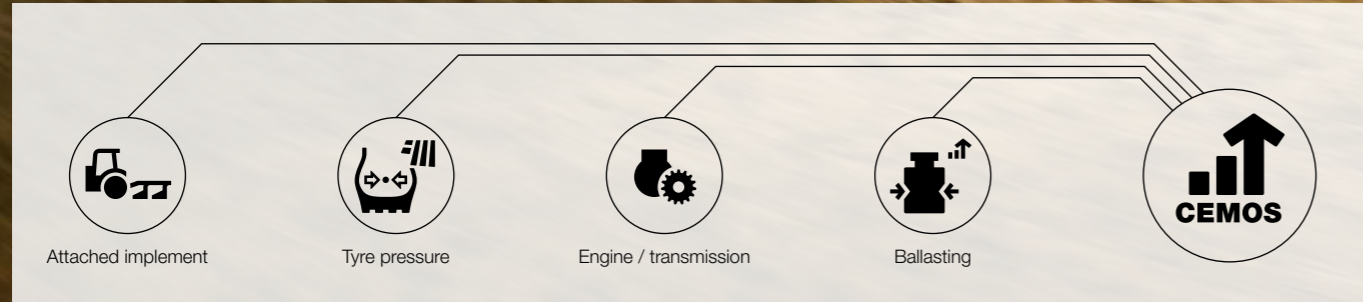 CEMOS
Attached implement
Tyre pressure
Engine / transmission
Ballasting